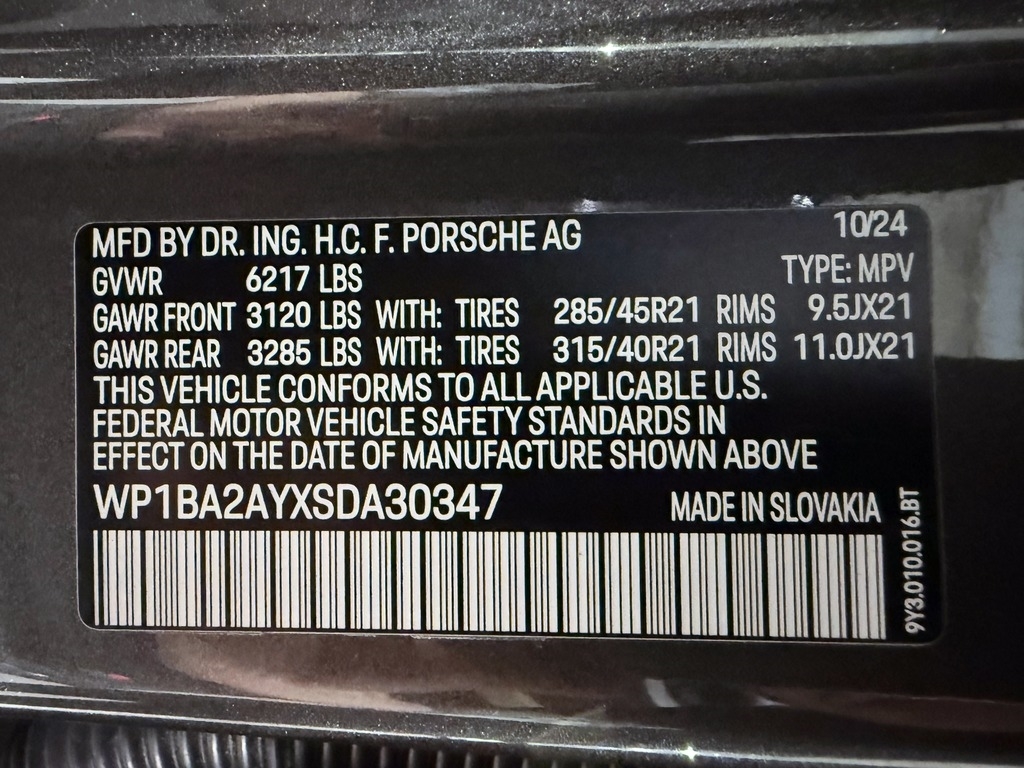 MFD BY DR. ING. H.C. F. PORSCHE AG 10/24
GVWR 6217 LBS TYPE: MPV
GAWR FRONT 3120 LBS WITH: TIRES 285/45R21 RIMS 9.5JX21
GAWR REAR 3285 LBS WITH: TIRES 315/40R21 RIMS 11.0JX21
THIS VEHICLE CONFORMS TO ALL APPLICABLE U.S.
FEDERAL MOTOR VEHICLE SAFETY STANDARDS IN
EFFECT ON THE DATE OF MANUFACTURE SHOWN ABOVE
WP1BA2AYXSDA30347 MADE IN SLOVAKIA
9Y3.010.016.BT